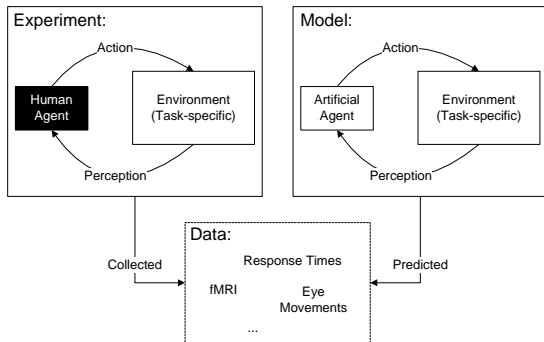 Experiment:
Action
Human
Agent
Environment
(Task-specific)
Perception
Model:
Action
Artificial
Agent
Environment
(Task-specific)
Perception
Collected
Data:
Response Times
fMRI
Eye
Movements
...
Predicted